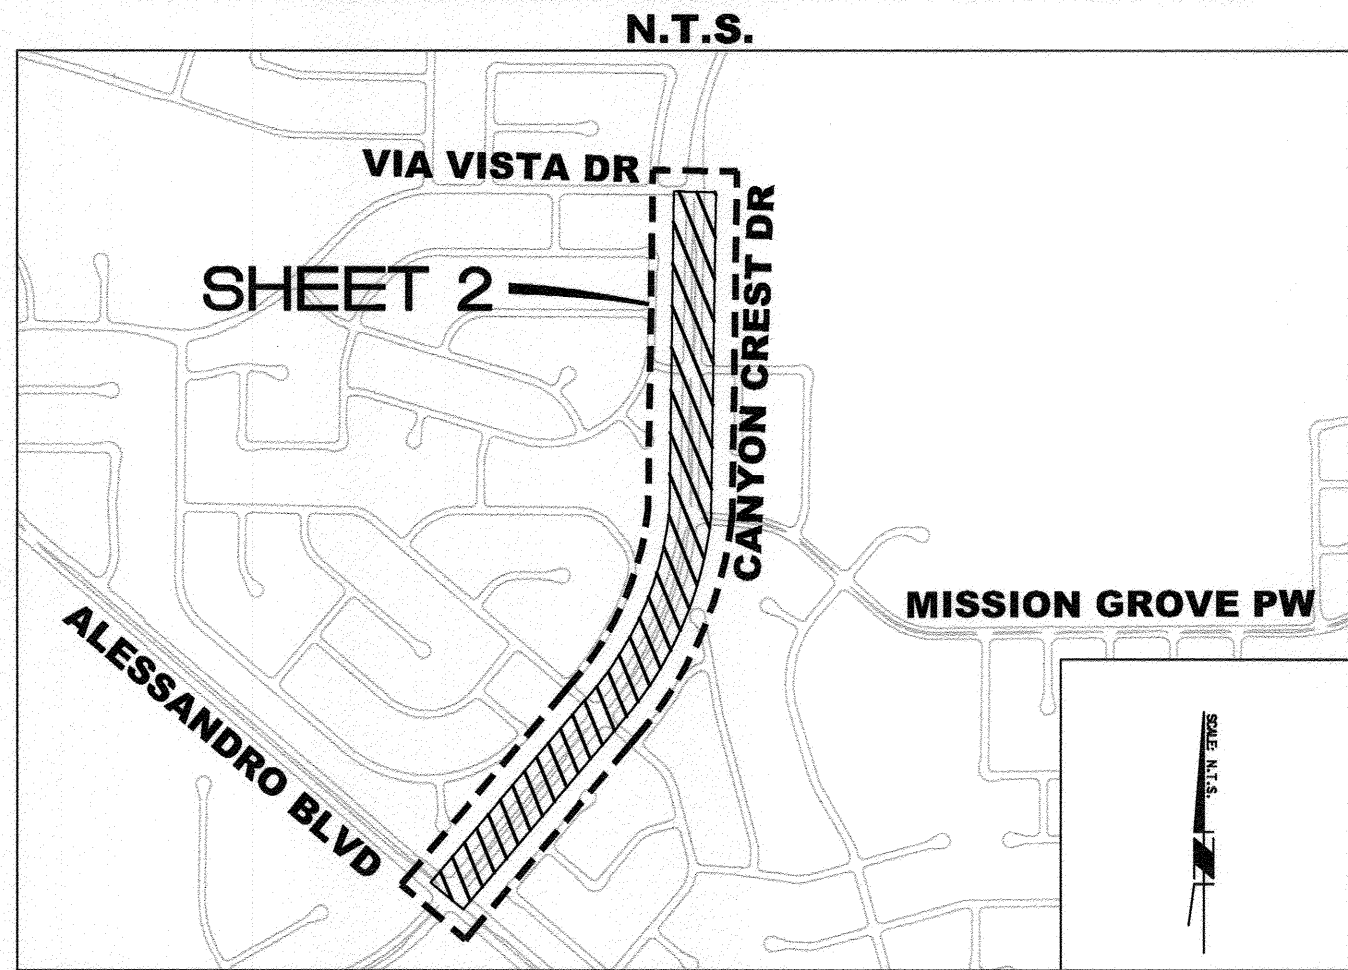 N.T.S.
VIA VISTA DR
CANYON CREST DR
SHEET 2
MISSION GROVE PW
ALESSANDRO BLVD
SCALE: N.T.S.